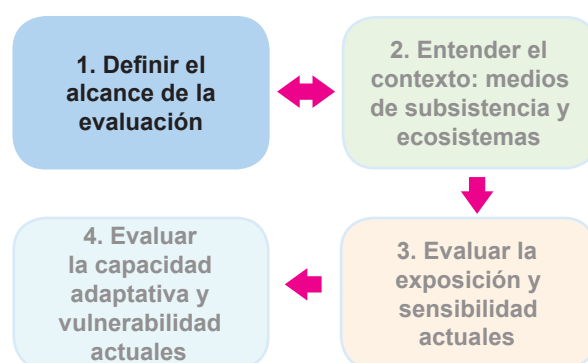 1. Definir el
alcance de la
evaluación
2. Entender el
contexto: medios
de subsistencia y
ecosistemas
3. Evaluar la
exposición y
sensibilidad
actuales
4. Evaluar
la capacidad
adaptativa y
vulnerabilidad
actuales